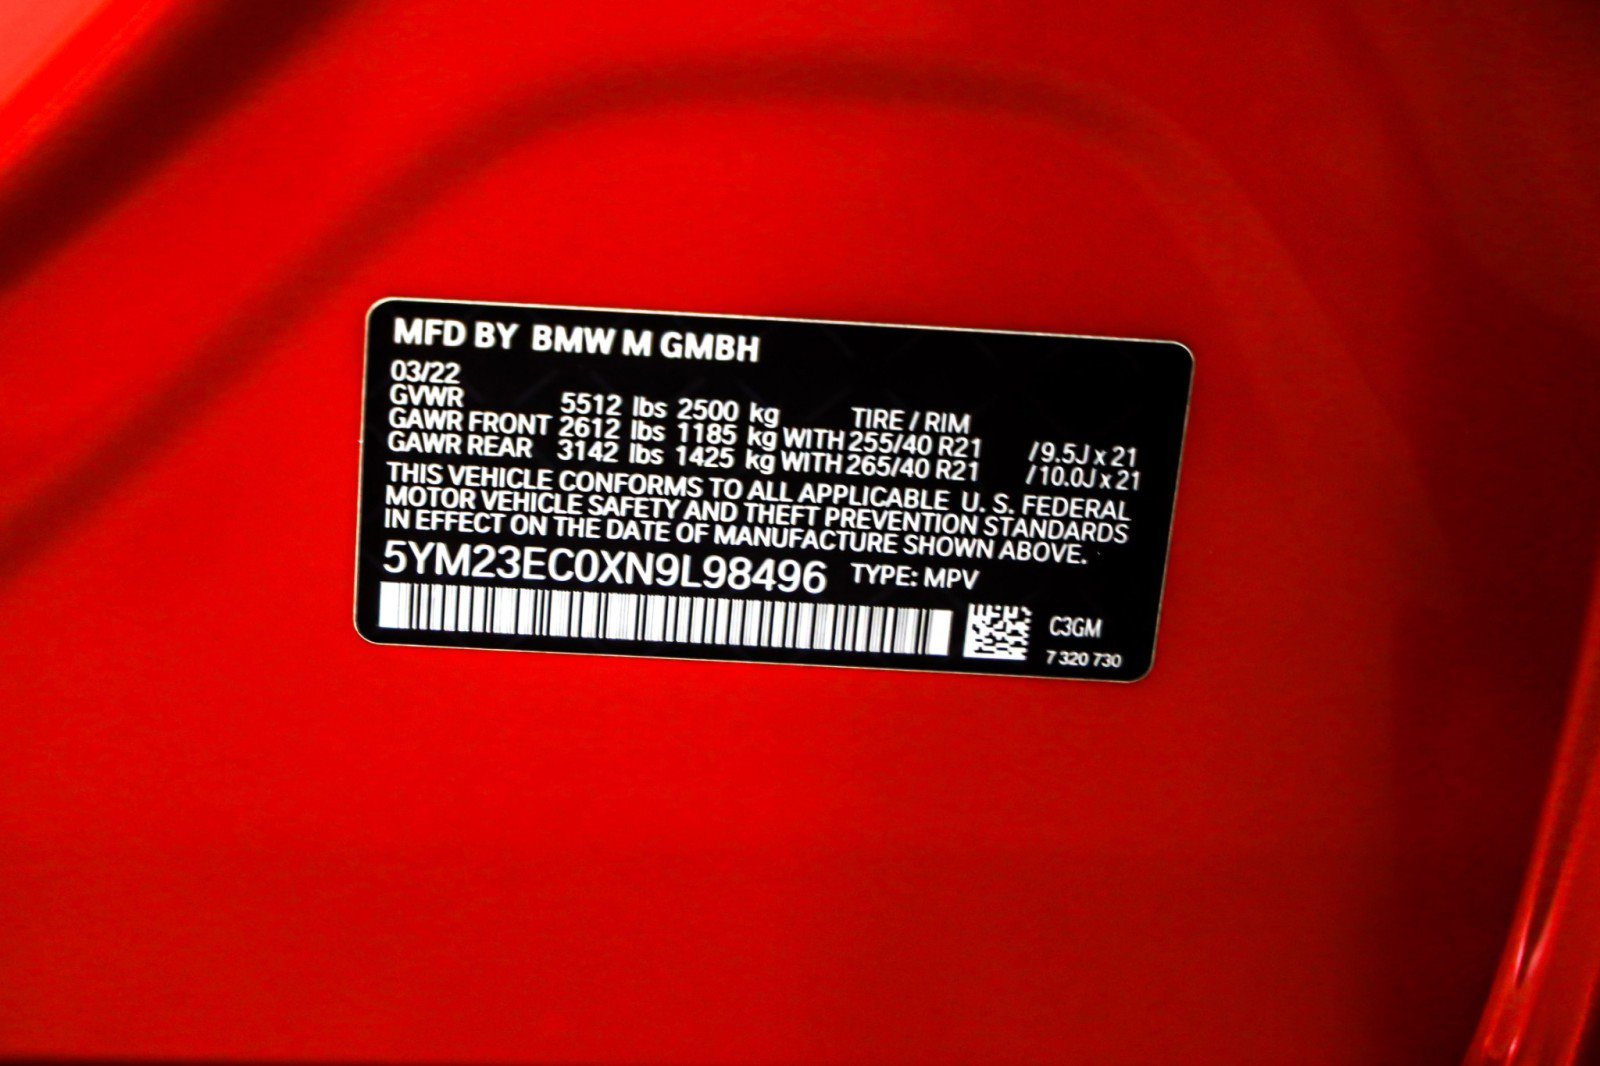 MFD BY BMW M GMBH
03/22
GVWR 5512 lbs 2500 kg TIRE / RIM
GAWR FRONT 2612 lbs 1185 kg WITH 255/40 R21 /9.5J x 21
GAWR REAR 3142 lbs 1425 kg WITH 265/40 R21 /10.0J x 21
THIS VEHICLE CONFORMS TO ALL APPLICABLE U. S. FEDERAL
MOTOR VEHICLE SAFETY AND THEFT PREVENTION STANDARDS
IN EFFECT ON THE DATE OF MANUFACTURE SHOWN ABOVE.
5YM23EC0XN9L98496 TYPE: MPV
C3GM
7 320 730